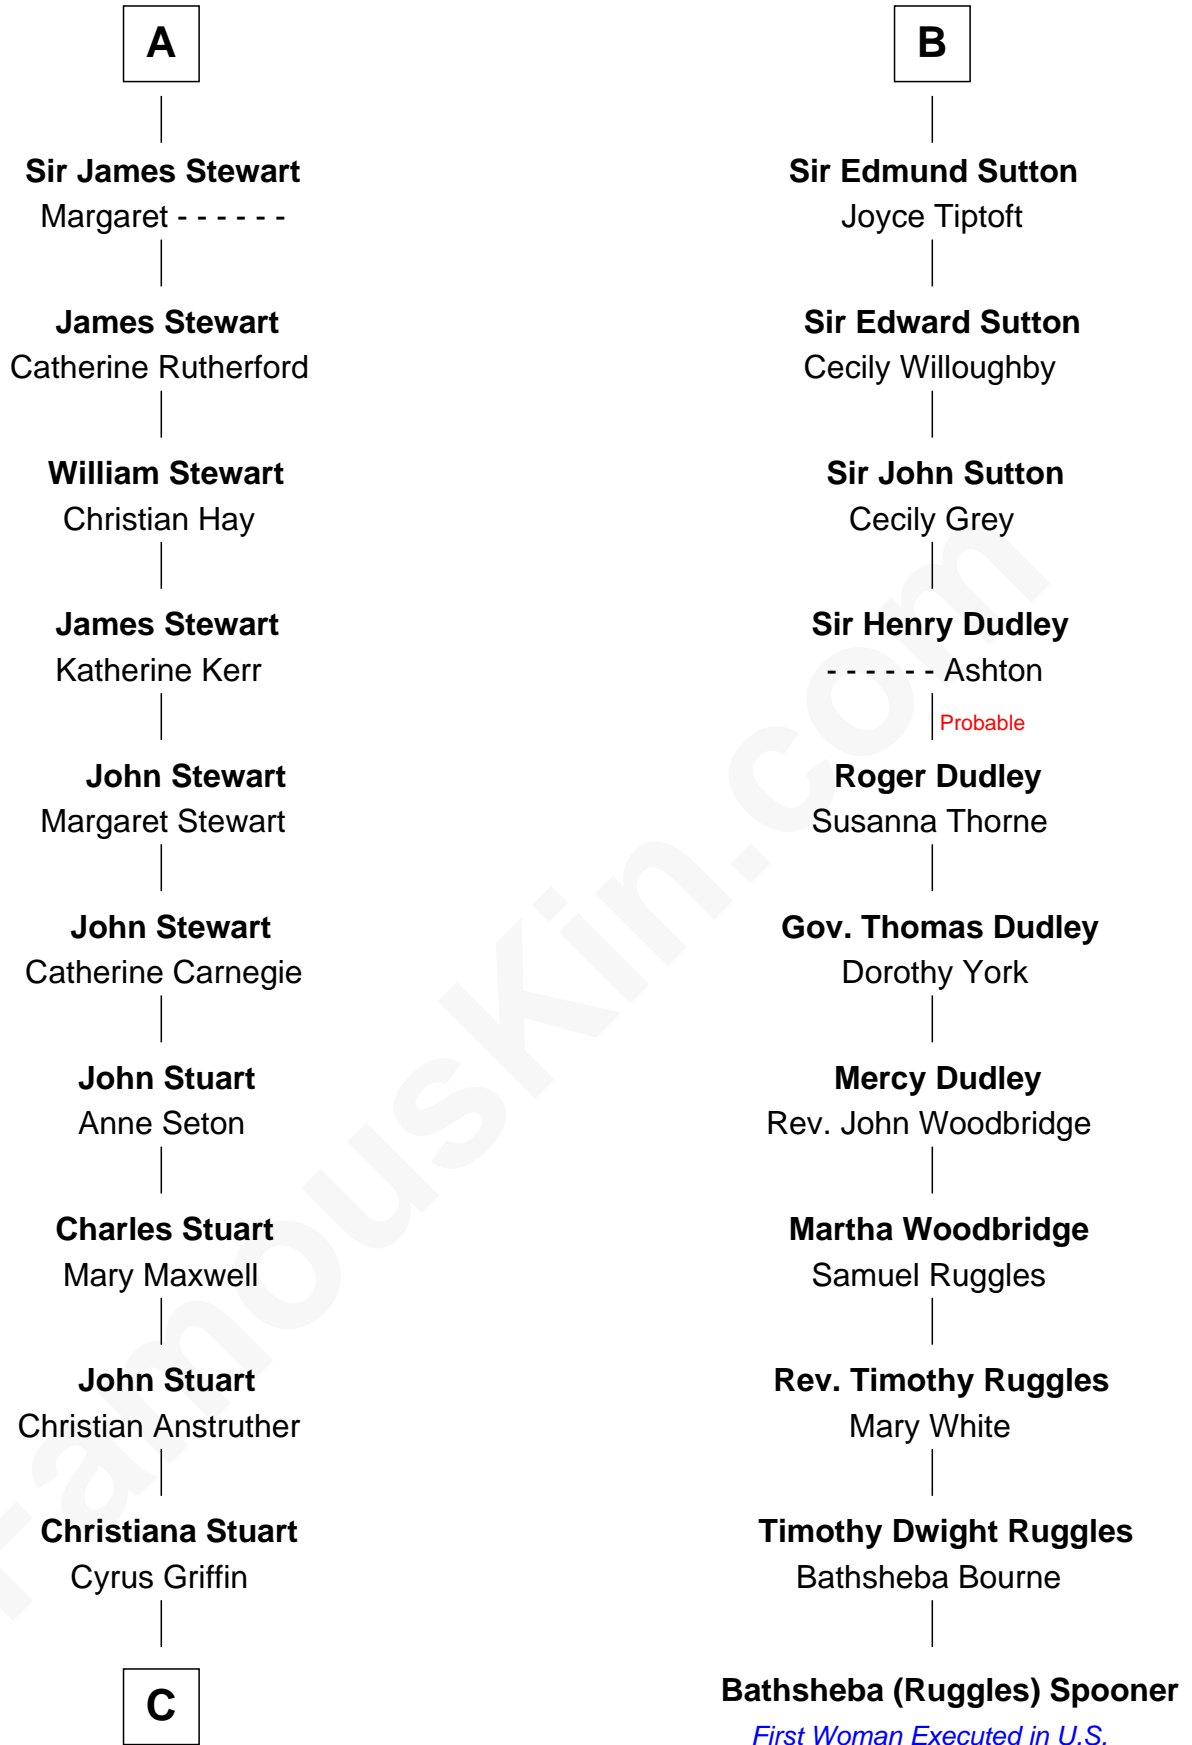 A
Sir James Stewart
Margaret - - - - - -
James Stewart
Catherine Rutherford
William Stewart
Christian Hay
James Stewart
Katherine Kerr
John Stewart
Margaret Stewart
John Stewart
Catherine Carnegie
John Stuart
Anne Seton
Charles Stuart
Mary Maxwell
John Stuart
Christian Anstruther
Christiana Stuart
Cyrus Griffin
C
B
Sir Edmund Sutton
Joyce Tiptoft
Sir Edward Sutton
Cecily Willoughby
Sir John Sutton
Cecily Grey
Sir Henry Dudley
- - - - - - Ashton
Probable
Roger Dudley
Susanna Thorne
Gov. Thomas Dudley
Dorothy York
Mercy Dudley
Rev. John Woodbridge
Martha Woodbridge
Samuel Ruggles
Rev. Timothy Ruggles
Mary White
Timothy Dwight Ruggles
Bathsheba Bourne
Bathsheba (Ruggles) Spooner
First Woman Executed in U.S.
FamousKin.com